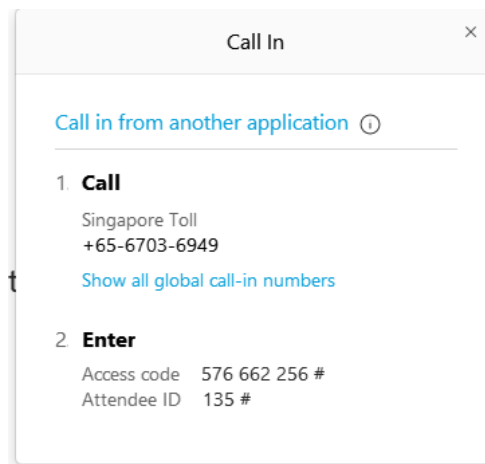 Call In
Call in from another application
1. Call
Singapore Toll
+65-6703-6949
Show all global call-in numbers
t
2. Enter
Access code 576 662 256 #
Attendee ID 135 #